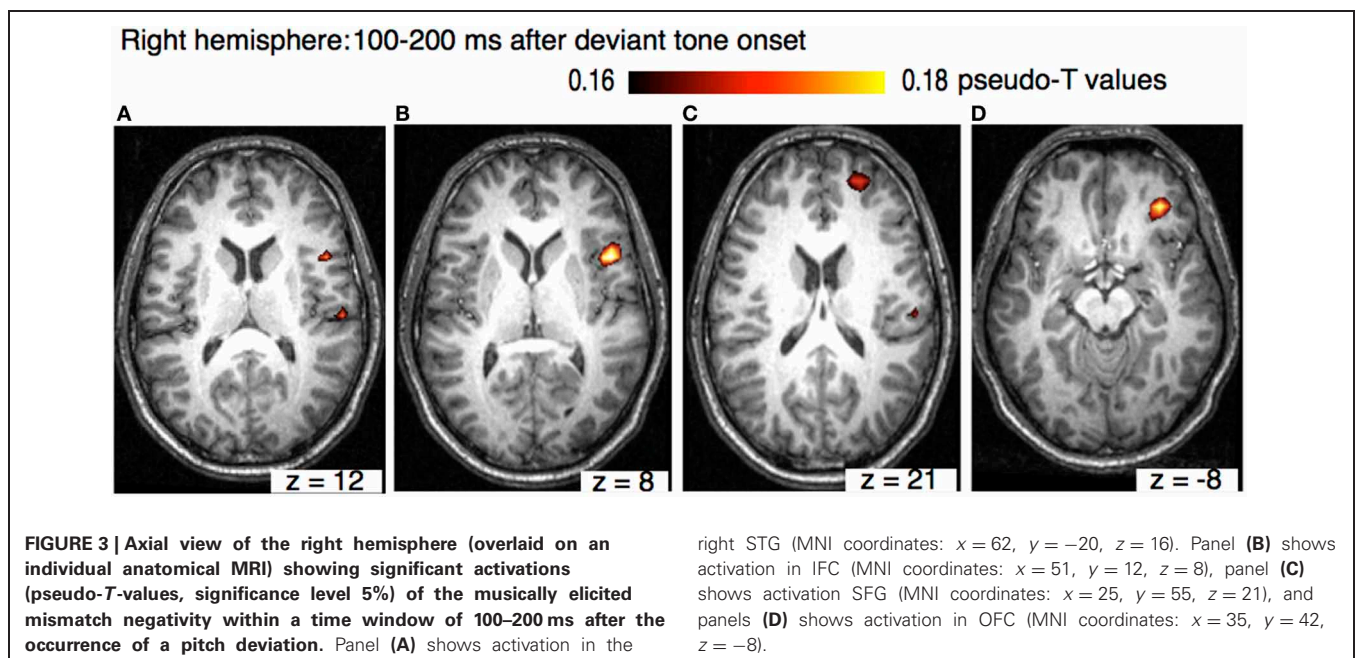 Right hemisphere:100-200 ms after deviant tone onset
0.16 0.18 pseudo-T values
A B C D
z = 12 z = 8 z = 21 z = -8
FIGURE 3 | Axial view of the right hemisphere (overlaid on an
individual anatomical MRI) showing significant activations
(pseudo-T-values, significance level 5%) of the musically elicited
mismatch negativity within a time window of 100–200 ms after the
occurrence of a pitch deviation. Panel (A) shows activation in the
right STG (MNI coordinates: x = 62, y = −20, z = 16). Panel (B) shows
activation in IFC (MNI coordinates: x = 51, y = 12, z = 8), panel (C)
shows activation SFG (MNI coordinates: x = 25, y = 55, z = 21), and
panels (D) shows activation in OFC (MNI coordinates: x = 35, y = 42,
z = −8).